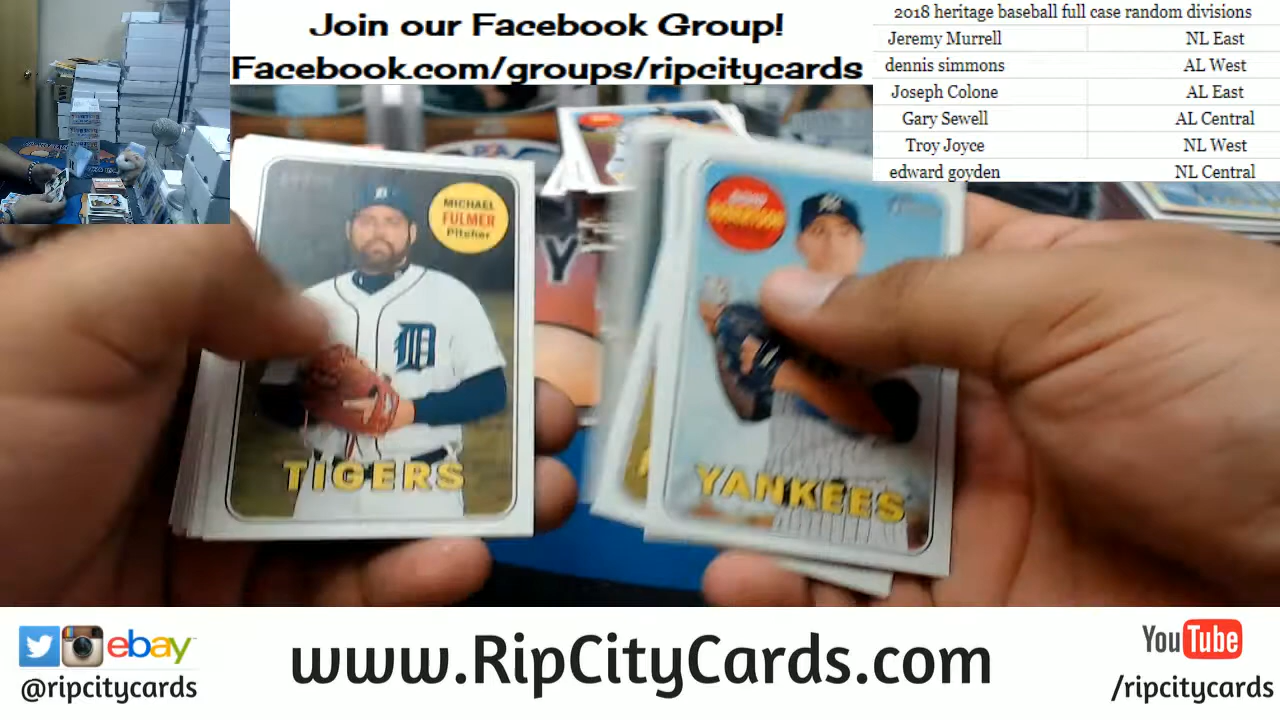 Join our Facebook Group!
Facebook.com/groups/ripcitycards
2018 heritage baseball full case random divisions
Jeremy Murrell NL East
dennis simmons AL West
Joseph Colone AL East
Gary Sewell AL Central
Troy Joyce NL West
edward goyden NL Central
MICHAEL
FULMER
Pitcher
D
TIGERS
YANKEES
Y
ebay
@ripcitycards
www.RipCityCards.com
YouTube
/ripcitycards